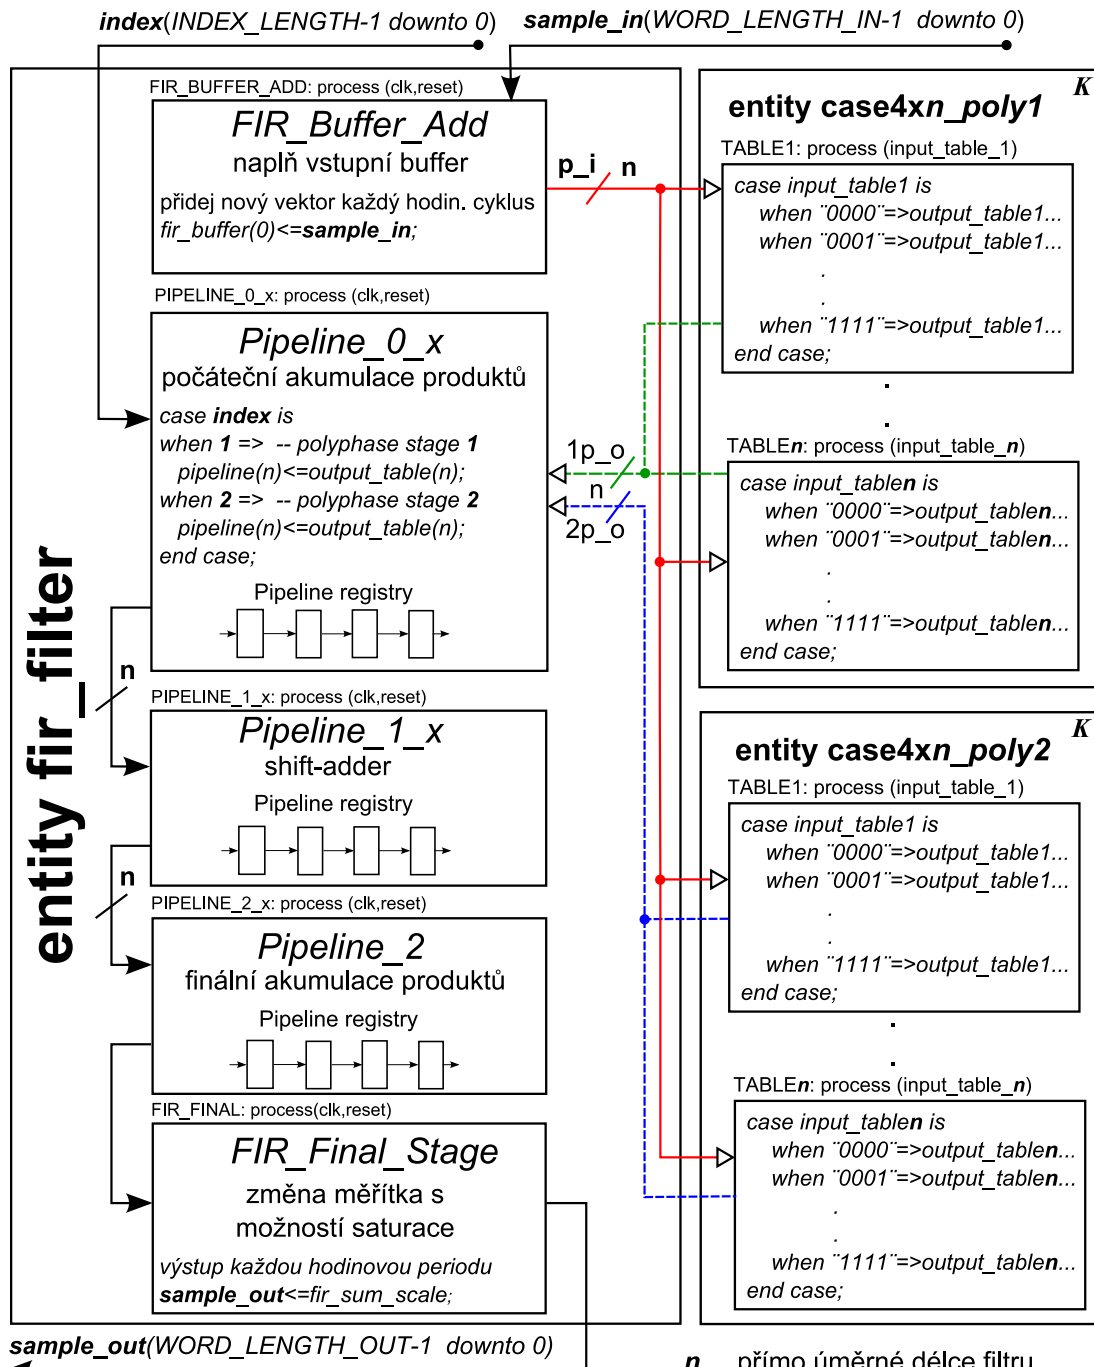 index(INDEX_LENGTH-1 downto 0)
sample_in(WORD_LENGTH_IN-1 downto 0)
entity fir_filter
FIR_BUFFER_ADD: process (clk,reset)
FIR_Buffer_Add
naplň vstupní buffer
přidej nový vektor každý hodin. cyklus
fir_buffer(0)<=sample_in;
p_i n
PIPELINE_0_x: process (clk,reset)
Pipeline_0_x
počáteční akumulace produktů
case index is
when 1 => -- polyphase stage 1
pipeline(n)<=output_table(n);
when 2 => -- polyphase stage 2
pipeline(n)<=output_table(n);
end case;
Pipeline registry
1p_o
n
2p_o
n
PIPELINE_1_x: process (clk,reset)
Pipeline_1_x
shift-adder
Pipeline registry
n
PIPELINE_2_x: process (clk,reset)
Pipeline_2
finální akumulace produktů
Pipeline registry
FIR_FINAL: process(clk,reset)
FIR_Final_Stage
změna měřítka s
možností saturace
výstup každou hodinovou periodu
sample_out<=fir_sum_scale;
sample_out(WORD_LENGTH_OUT-1 downto 0)
K
entity case4xn_poly1
TABLE1: process (input_table_1)
case input_table1 is
when ¨0000¨=>output_table1...
when ¨0001¨=>output_table1...
.
.
when ¨1111¨=>output_table1...
end case;
.
.
TABLEn: process (input_table_n)
case input_tablen is
when ¨0000¨=>output_tablen...
when ¨0001¨=>output_tablen...
.
.
when ¨1111¨=>output_tablen...
end case;
K
entity case4xn_poly2
TABLE1: process (input_table_1)
case input_table1 is
when ¨0000¨=>output_table1...
when ¨0001¨=>output_table1...
.
.
when ¨1111¨=>output_table1...
end case;
.
.
TABLEn: process (input_table_n)
case input_tablen is
when ¨0000¨=>output_tablen...
when ¨0001¨=>output_tablen...
.
.
when ¨1111¨=>output_tablen...
end case;
n přímo úměrné délce filtru